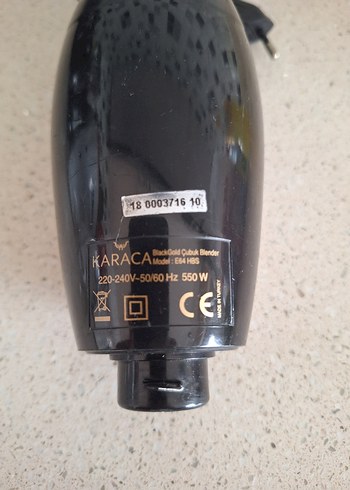 18 0003716 10
KARACA
BlackGold Çubuk Blender
Model : E64 HBS
220-240V~50/60 Hz 550 W
CE
MADE IN TURKEY